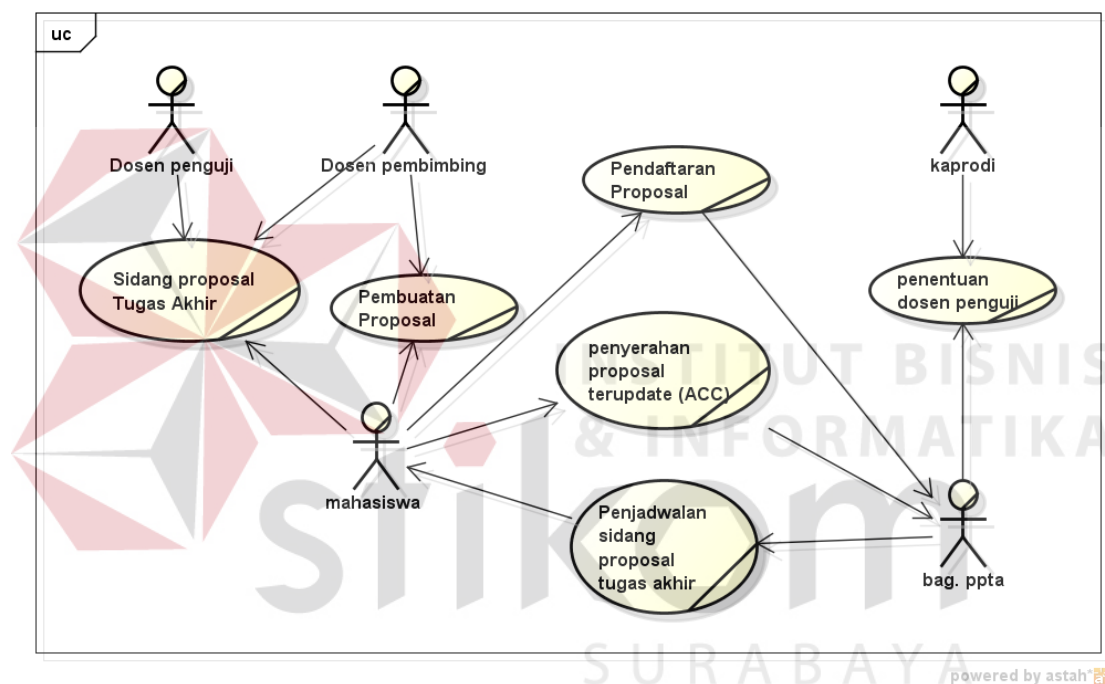 uc
Dosen penguji
Dosen pembimbing
kaprodi
Pendaftaran
Proposal
Sidang proposal
Tugas Akhir
Pembuatan
Proposal
penentuan
dosen penguji
penyerahan
proposal
terupdate (ACC)
mahasiswa
Penjadwalan
sidang
proposal
tugas akhir
bag. ppta
INSTITUT BISNIS
& INFORMATIKA
stikom
SURABAYA
powered by astah*